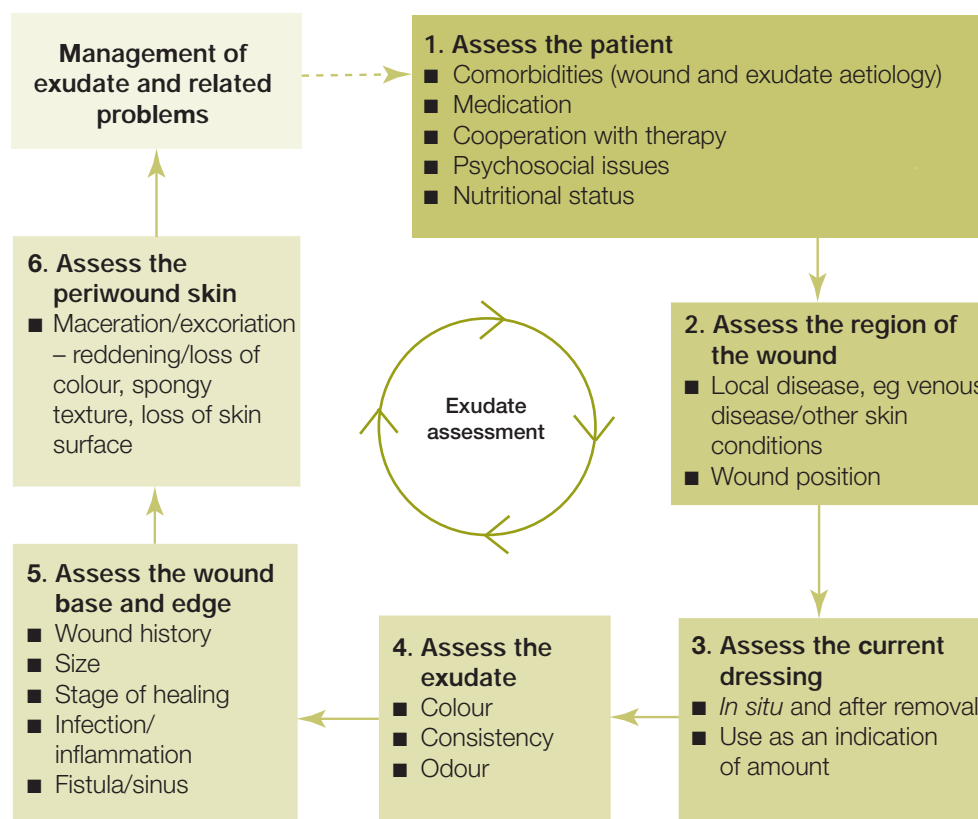 Management of
exudate and related
problems
1. Assess the patient
■ Comorbidities (wound and exudate aetiology)
■ Medication
■ Cooperation with therapy
■ Psychosocial issues
■ Nutritional status
2. Assess the region of
the wound
■ Local disease, eg venous
disease/other skin
conditions
■ Wound position
3. Assess the current
dressing
■ In situ and after removal
■ Use as an indication
of amount
4. Assess the
exudate
■ Colour
■ Consistency
■ Odour
5. Assess the wound
base and edge
■ Wound history
■ Size
■ Stage of healing
■ Infection/
inflammation
■ Fistula/sinus
6. Assess the
periwound skin
■ Maceration/excoriation
– reddening/loss of
colour, spongy
texture, loss of skin
surface
Exudate
assessment